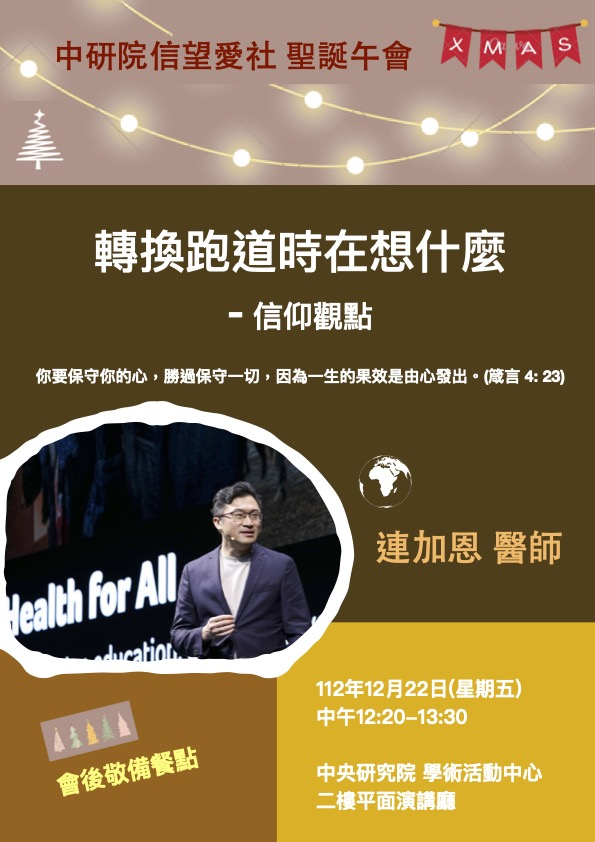 中研院信望愛社 聖誕午會
XMAS
轉換跑道時在想什麼
- 信仰觀點
你要保守你的心，勝過保守一切，因為一生的果效是由心發出。(箴言 4: 23)
Health for All
education
連加恩 醫師
112年12月22日(星期五)
中午12:20-13:30
中央研究院 學術活動中心
二樓平面演講廳
會後敬備餐點